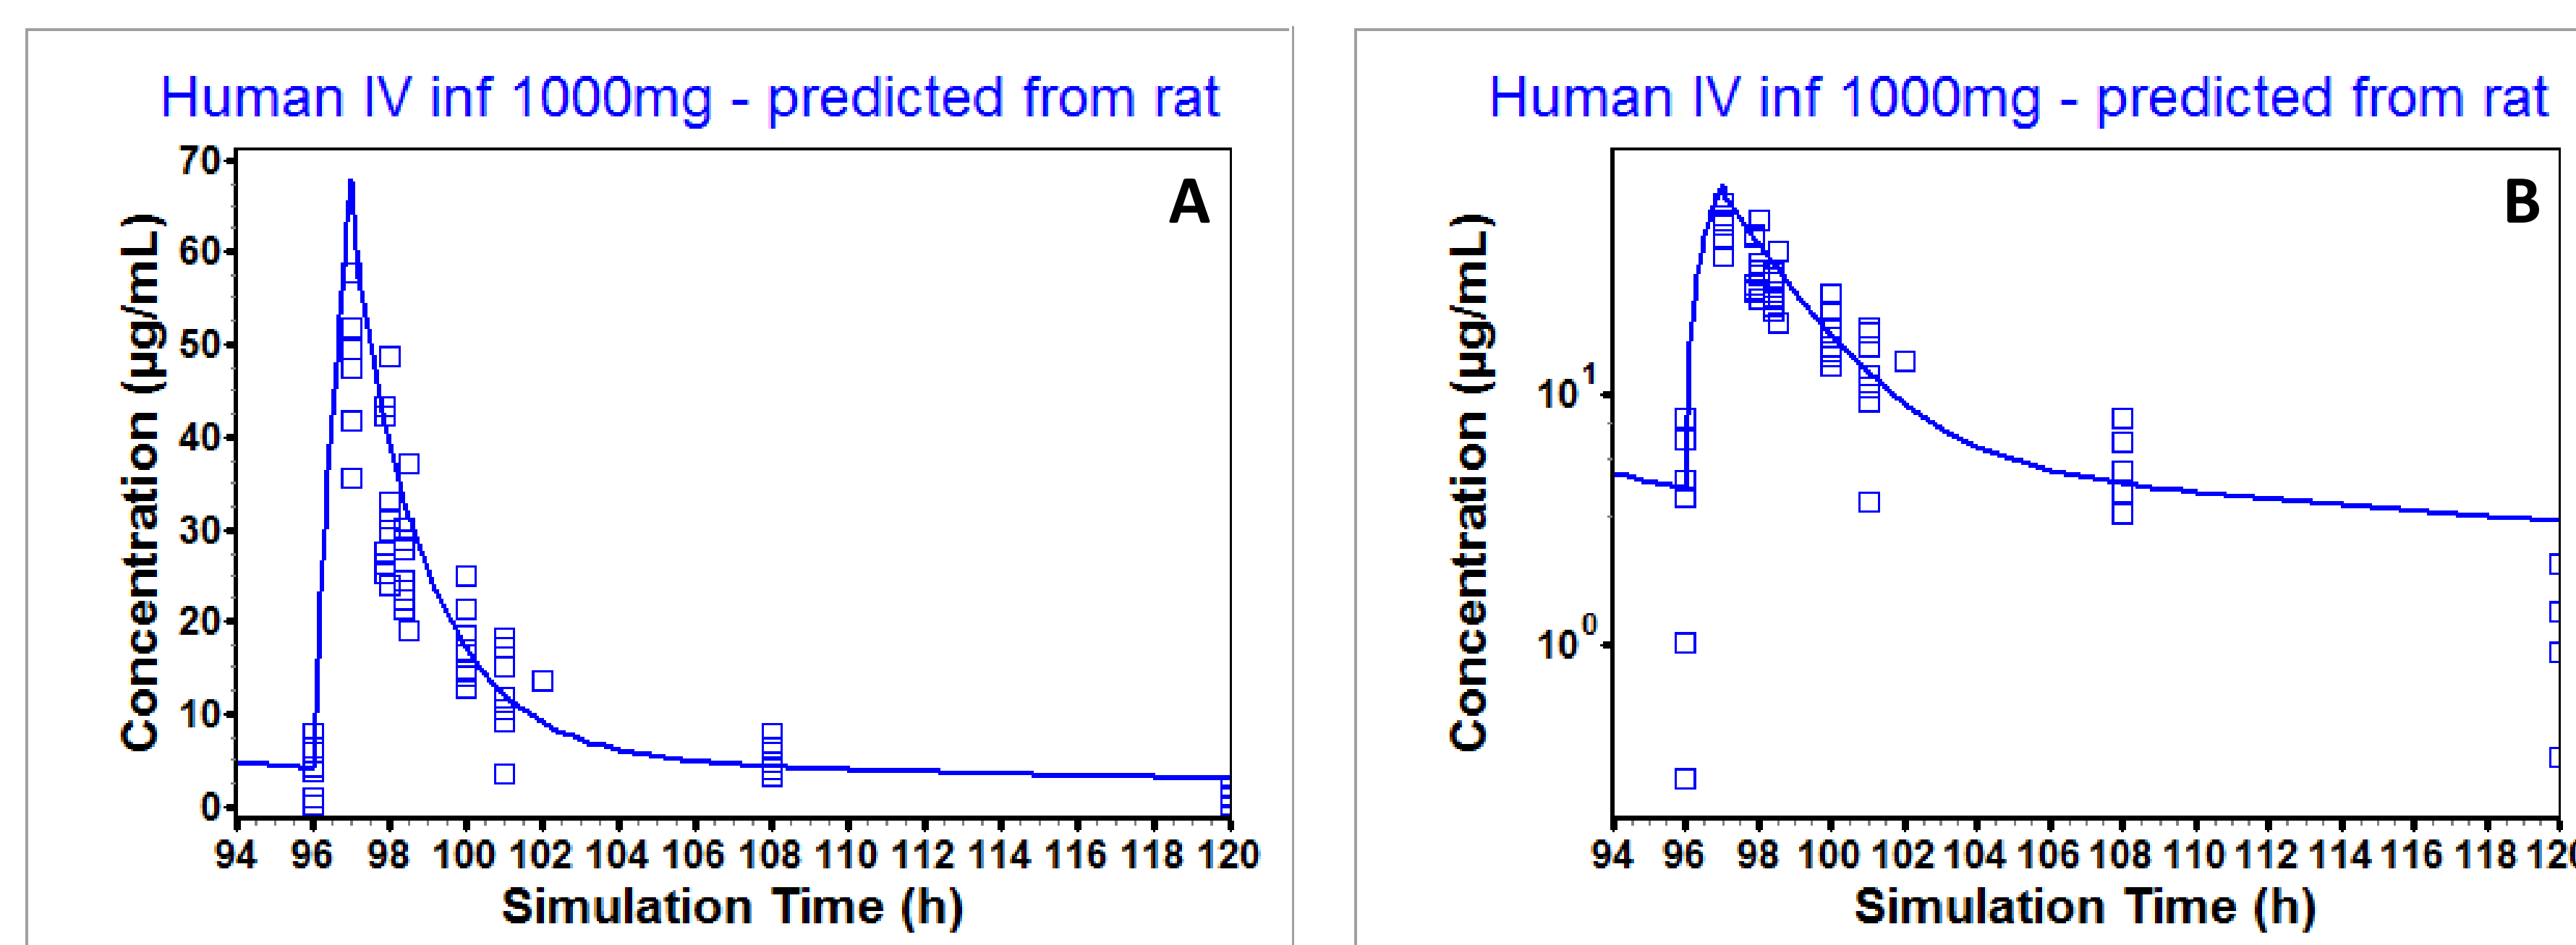 Human IV inf 1000mg - predicted from rat
A
70
60
50
40
30
20
10
0
Concentration (µg/mL)
94 96 98 100 102 104 106 108 110 112 114 116 118 120
Simulation Time (h)
Human IV inf 1000mg - predicted from rat
B
10¹
10⁰
Concentration (µg/mL)
94 96 98 100 102 104 106 108 110 112 114 116 118 120
Simulation Time (h)